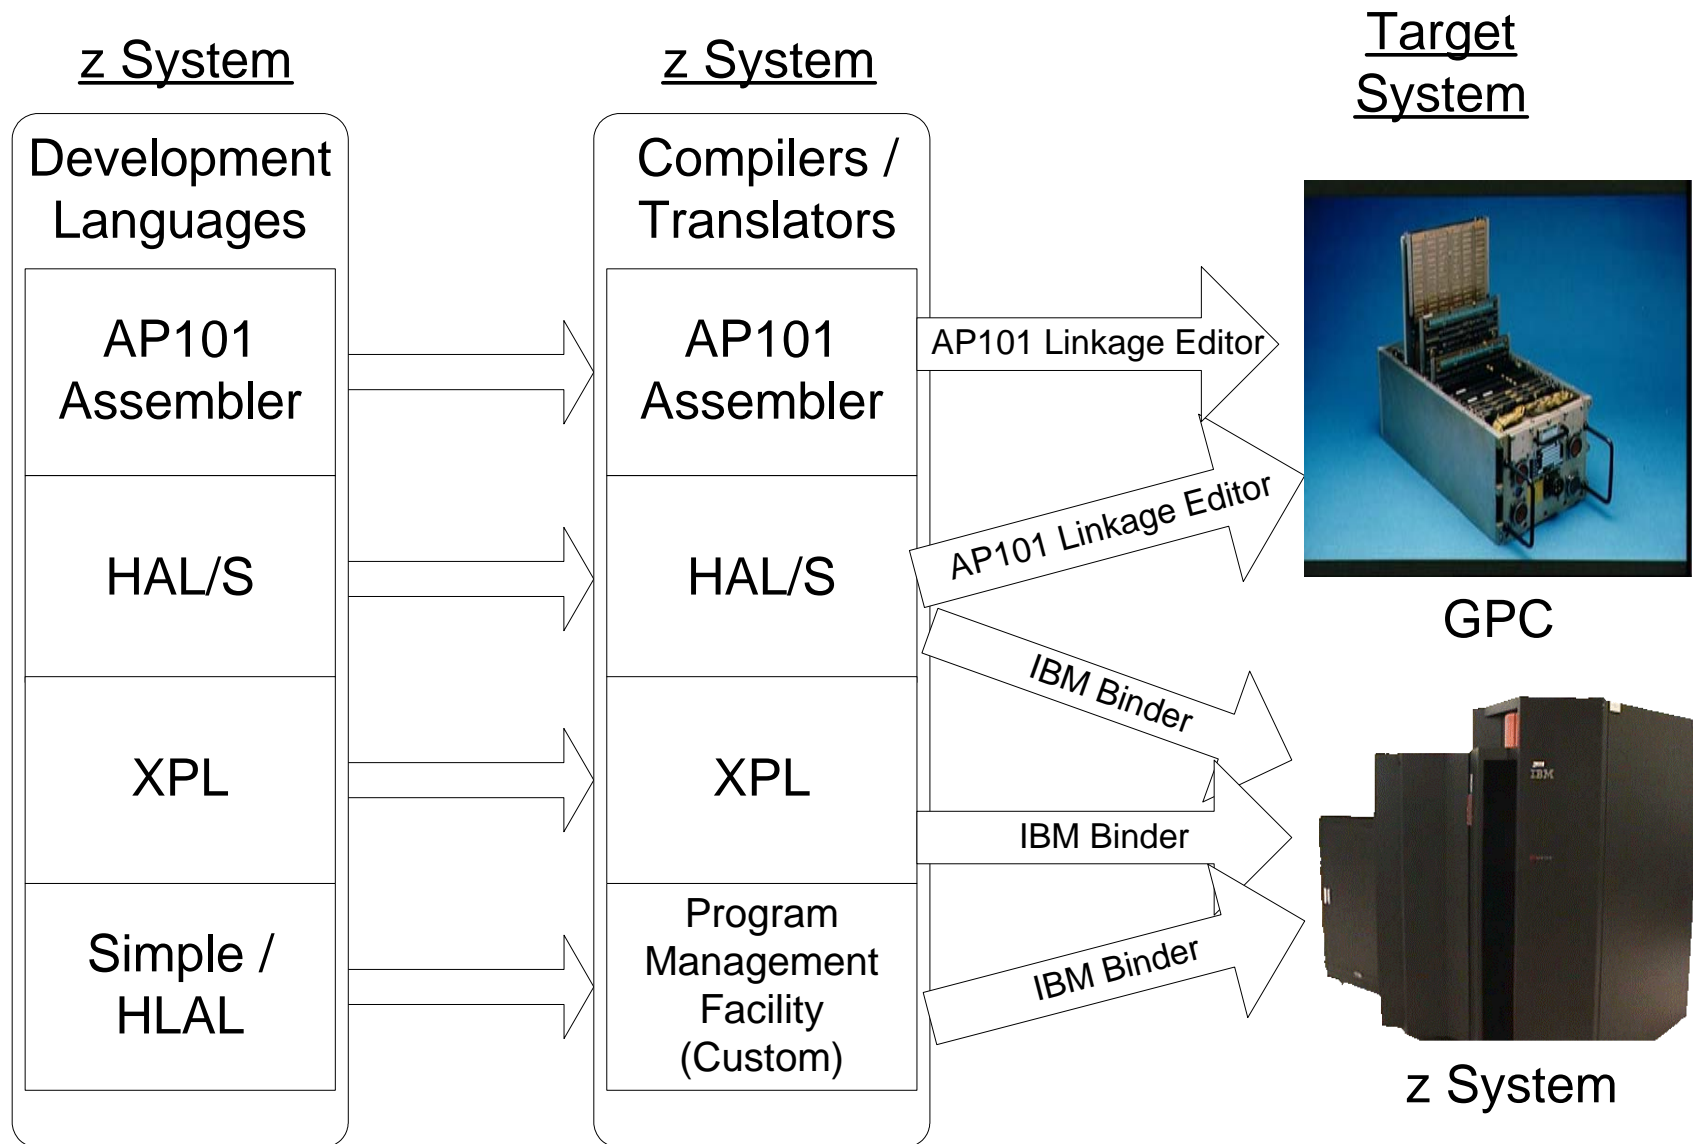 z System
Development
Languages
AP101
Assembler
HAL/S
XPL
Simple /
HLAL
z System
Compilers /
Translators
AP101
Assembler
HAL/S
XPL
Program
Management
Facility
(Custom)
AP101 Linkage Editor
AP101 Linkage Editor
IBM Binder
IBM Binder
IBM Binder
Target
System
GPC
IBM
z System